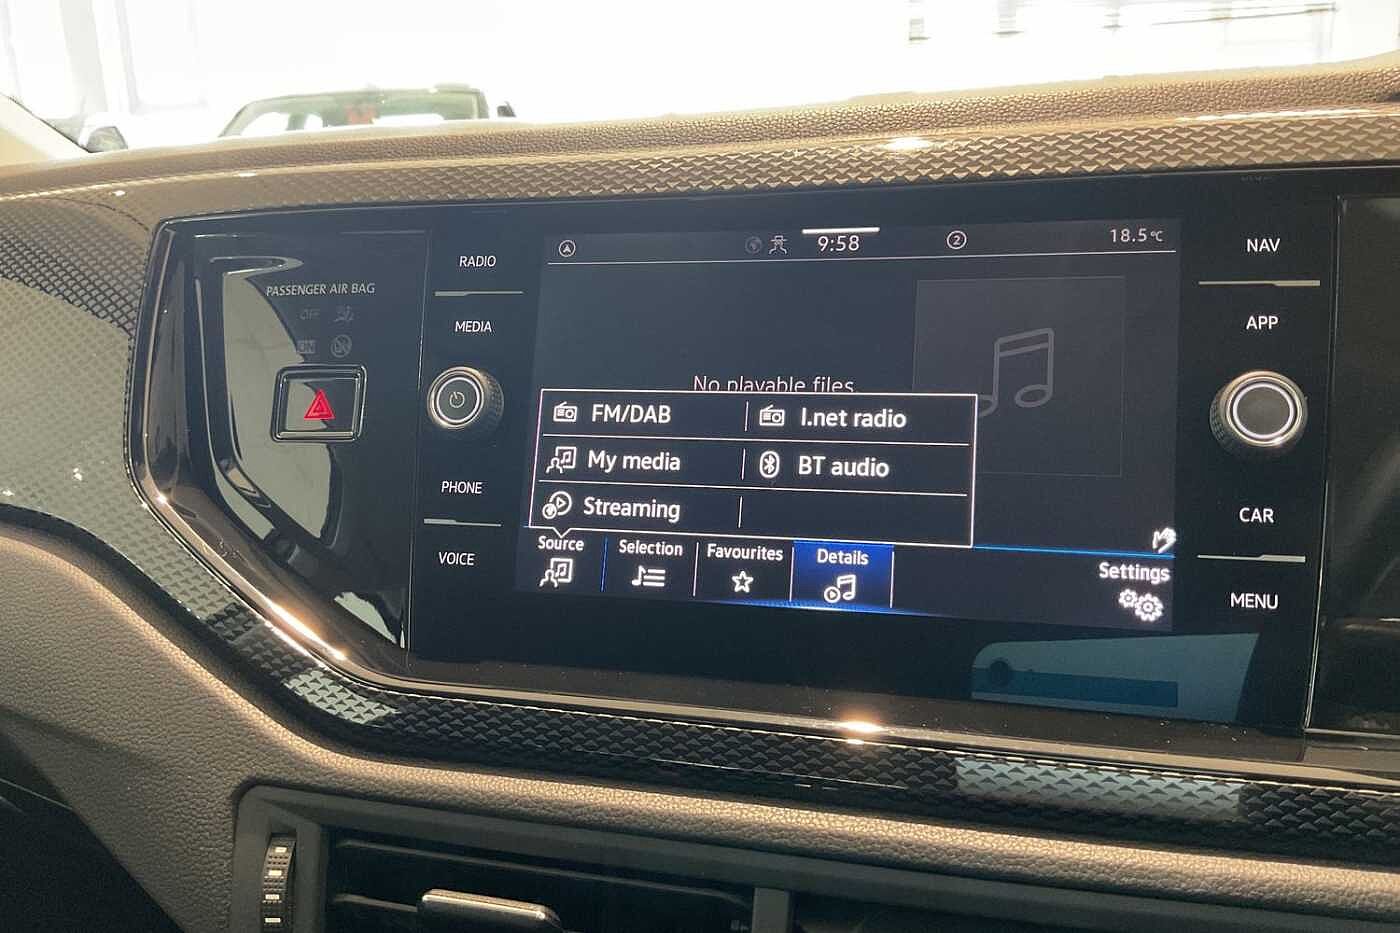 PASSENGER AIR BAG
OFF
ON
RADIO
MEDIA
PHONE
VOICE
9:58
2
18.5°C
No playable files.
FM/DAB
I.net radio
My media
BT audio
Streaming
Source
Selection
Favourites
Details
Settings
NAV
APP
CAR
MENU